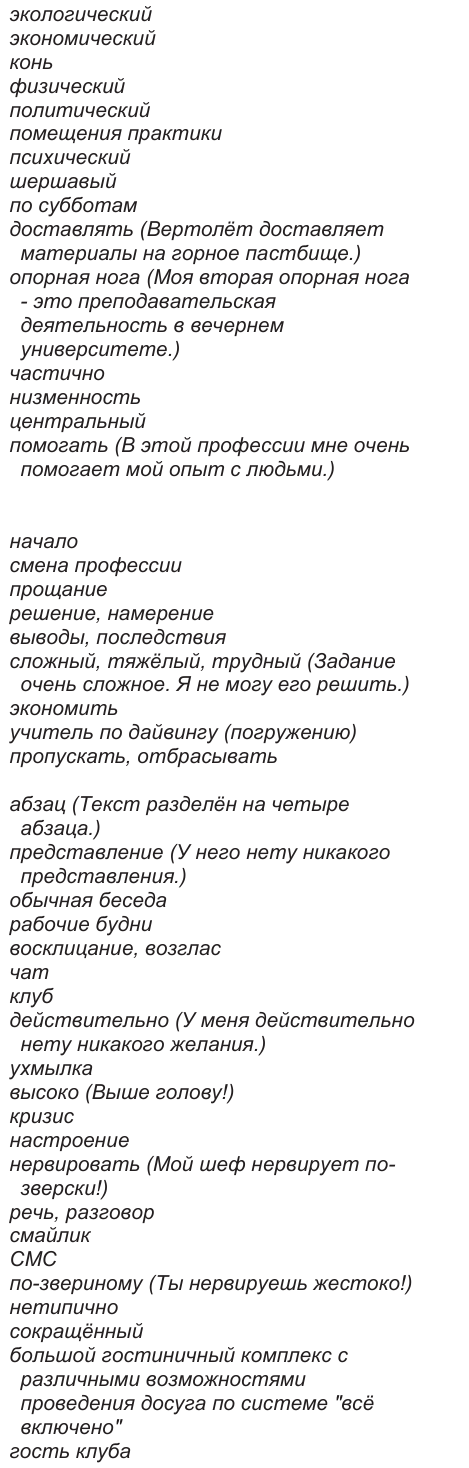 экологический
экономический
конь
физический
политический
помещения практики
психический
шершавый
по субботам
доставлять (Вертолёт доставляет
материалы на горное пастбище.)
опорная нога (Моя вторая опорная нога
- это преподавательская
деятельность в вечернем
университете.)
частично
низменность
центральный
помогать (В этой профессии мне очень
помогает мой опыт с людьми.)
начало
смена профессии
прощание
решение, намерение
выводы, последствия
сложный, тяжёлый, трудный (Задание
очень сложное. Я не могу его решить.)
экономить
учитель по дайвингу (погружению)
пропускать, отбрасывать
абзац (Текст разделён на четыре
абзаца.)
представление (У него нету никакого
представления.)
обычная беседа
рабочие будни
восклицание, возглас
чат
клуб
действительно (У меня действительно
нету никакого желания.)
ухмылка
высоко (Выше голову!)
кризис
настроение
нервировать (Мой шеф нервирует по-
зверски!)
речь, разговор
смайлик
СМС
по-звериному (Ты нервируешь жестоко!)
нетипично
сокращённый
большой гостиничный комплекс с
различными возможностями
проведения досуга по системе "всё
включено"
гость клуба